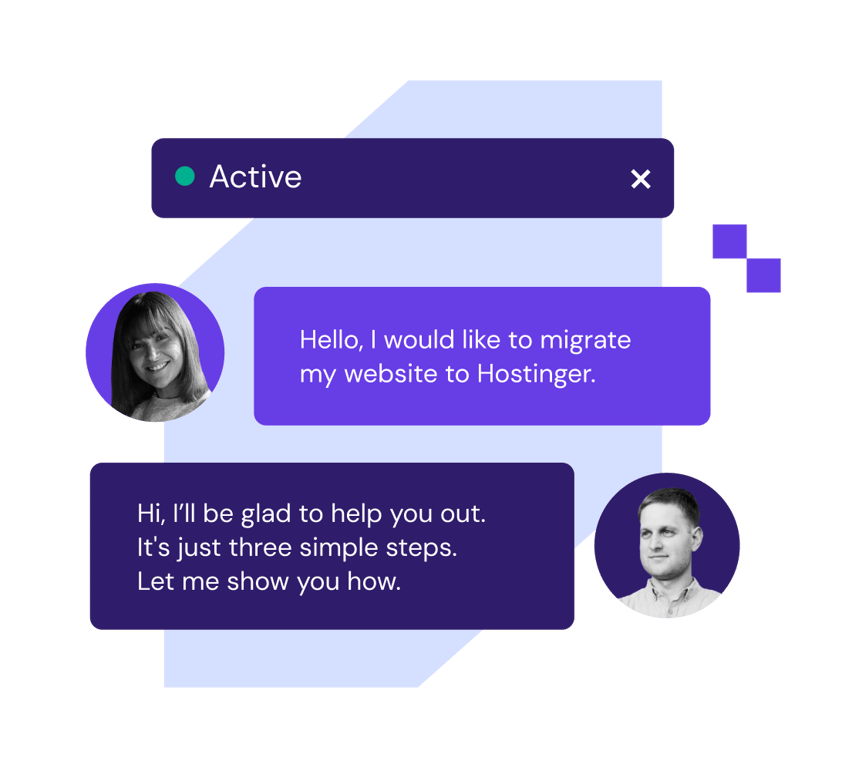 Active
Hello, I would like to migrate
my website to Hostinger.
Hi, I’ll be glad to help you out.
It's just three simple steps.
Let me show you how.